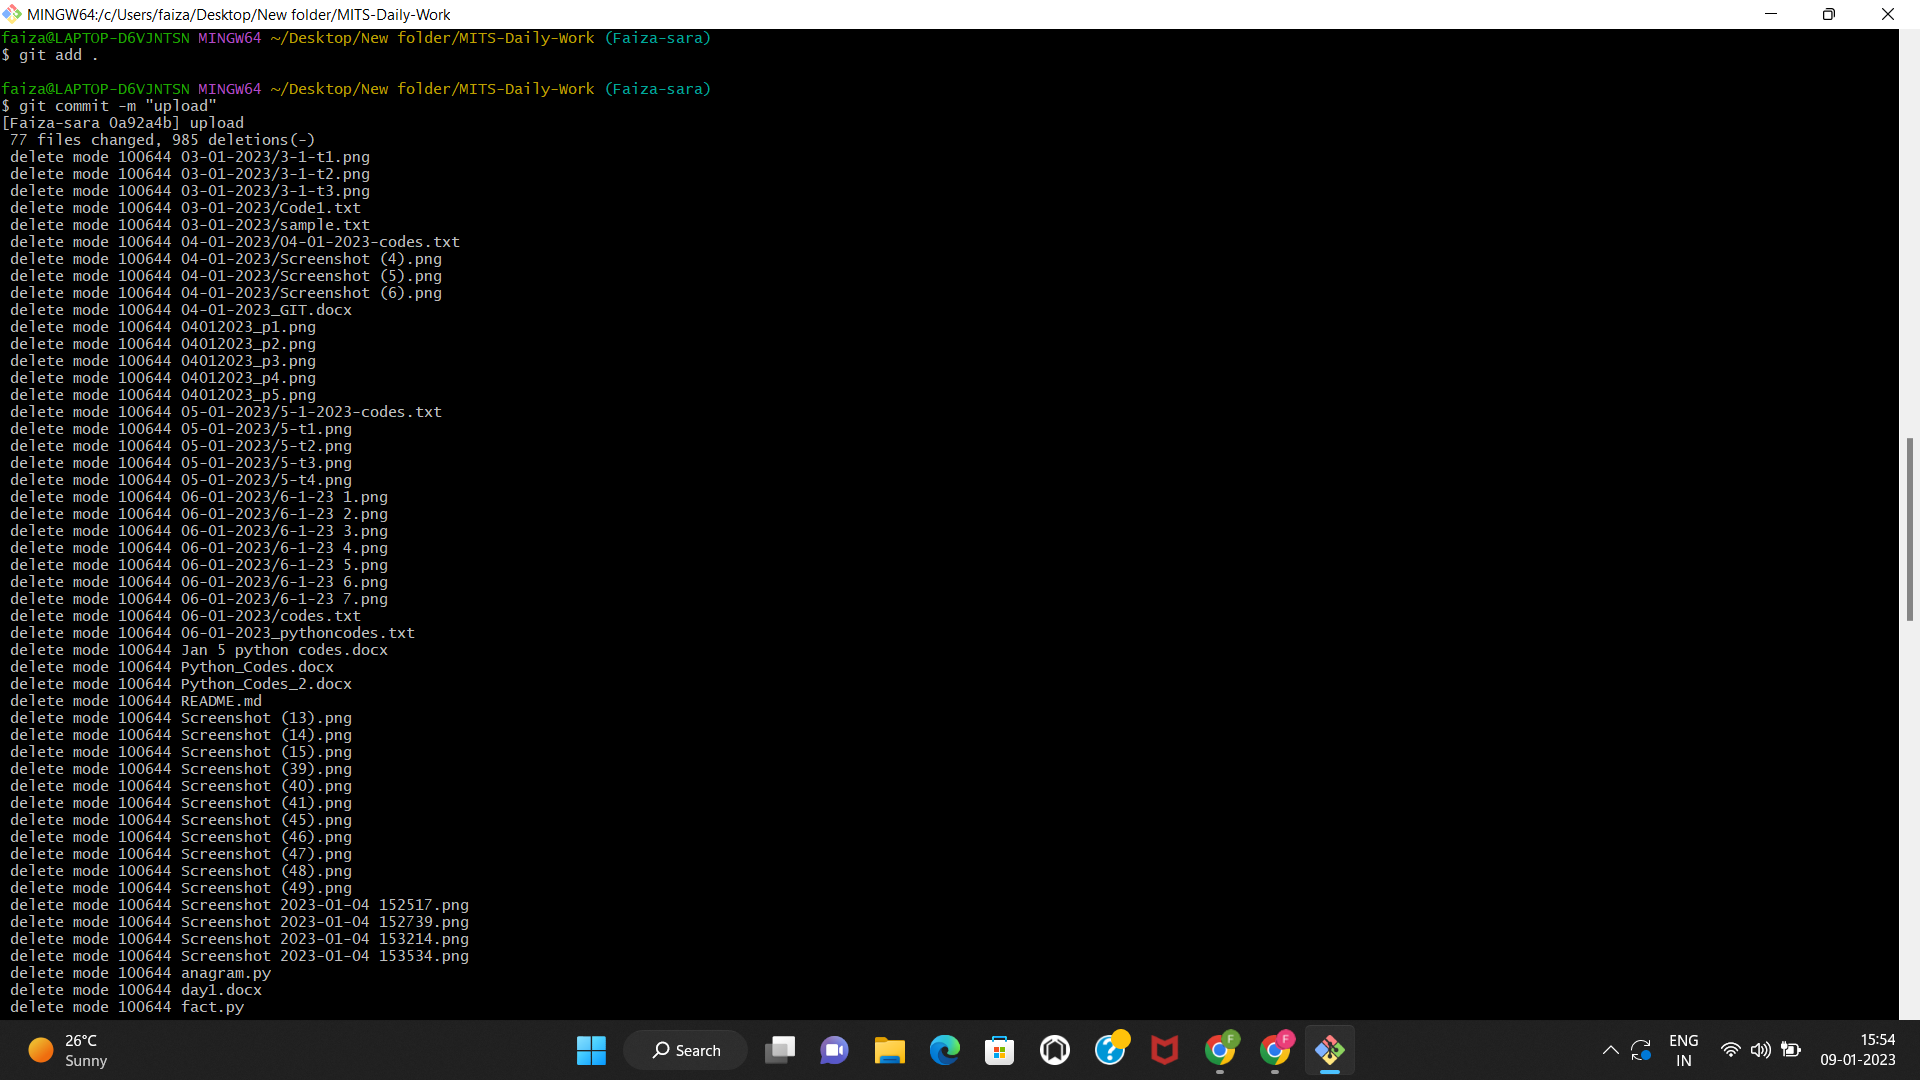 MINGW64:/c/Users/faiza/Desktop/New folder/MITS-Daily-Work
faiza@LAPTOP-D6VJNTSN MINGW64 ~/Desktop/New folder/MITS-Daily-Work (Faiza-sara)
$ git add .
faiza@LAPTOP-D6VJNTSN MINGW64 ~/Desktop/New folder/MITS-Daily-Work (Faiza-sara)
$ git commit -m "upload"
[Faiza-sara 0a92a4b] upload
77 files changed, 985 deletions(-)
delete mode 100644 03-01-2023/3-1-t1.png
delete mode 100644 03-01-2023/3-1-t2.png
delete mode 100644 03-01-2023/3-1-t3.png
delete mode 100644 03-01-2023/Code1.txt
delete mode 100644 03-01-2023/sample.txt
delete mode 100644 04-01-2023/04-01-2023-codes.txt
delete mode 100644 04-01-2023/Screenshot (4).png
delete mode 100644 04-01-2023/Screenshot (5).png
delete mode 100644 04-01-2023/Screenshot (6).png
delete mode 100644 04-01-2023_GIT.docx
delete mode 100644 04012023_p1.png
delete mode 100644 04012023_p2.png
delete mode 100644 04012023_p3.png
delete mode 100644 04012023_p4.png
delete mode 100644 04012023_p5.png
delete mode 100644 05-01-2023/5-1-2023-codes.txt
delete mode 100644 05-01-2023/5-t1.png
delete mode 100644 05-01-2023/5-t2.png
delete mode 100644 05-01-2023/5-t3.png
delete mode 100644 05-01-2023/5-t4.png
delete mode 100644 06-01-2023/6-1-23 1.png
delete mode 100644 06-01-2023/6-1-23 2.png
delete mode 100644 06-01-2023/6-1-23 3.png
delete mode 100644 06-01-2023/6-1-23 4.png
delete mode 100644 06-01-2023/6-1-23 5.png
delete mode 100644 06-01-2023/6-1-23 6.png
delete mode 100644 06-01-2023/6-1-23 7.png
delete mode 100644 06-01-2023/codes.txt
delete mode 100644 06-01-2023_pythoncodes.txt
delete mode 100644 Jan 5 python codes.docx
delete mode 100644 Python_Codes.docx
delete mode 100644 Python_Codes_2.docx
delete mode 100644 README.md
delete mode 100644 Screenshot (13).png
delete mode 100644 Screenshot (14).png
delete mode 100644 Screenshot (15).png
delete mode 100644 Screenshot (39).png
delete mode 100644 Screenshot (40).png
delete mode 100644 Screenshot (41).png
delete mode 100644 Screenshot (45).png
delete mode 100644 Screenshot (46).png
delete mode 100644 Screenshot (47).png
delete mode 100644 Screenshot (48).png
delete mode 100644 Screenshot (49).png
delete mode 100644 Screenshot 2023-01-04 152517.png
delete mode 100644 Screenshot 2023-01-04 152739.png
delete mode 100644 Screenshot 2023-01-04 153214.png
delete mode 100644 Screenshot 2023-01-04 153534.png
delete mode 100644 anagram.py
delete mode 100644 day1.docx
delete mode 100644 fact.py
26°C
Sunny
Search
F
F
ENG
IN
15:54
09-01-2023